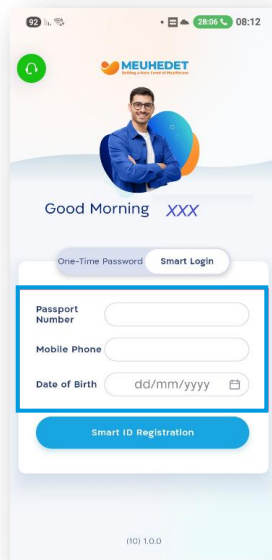 92
28:06 08:12
MEUHEDET
Building a New Level of Healthcare
Good Morning XXX
One-Time Password Smart Login
Passport
Number
Mobile Phone
Date of Birth dd/mm/yyyy
Smart ID Registration
(10) 1.0.0